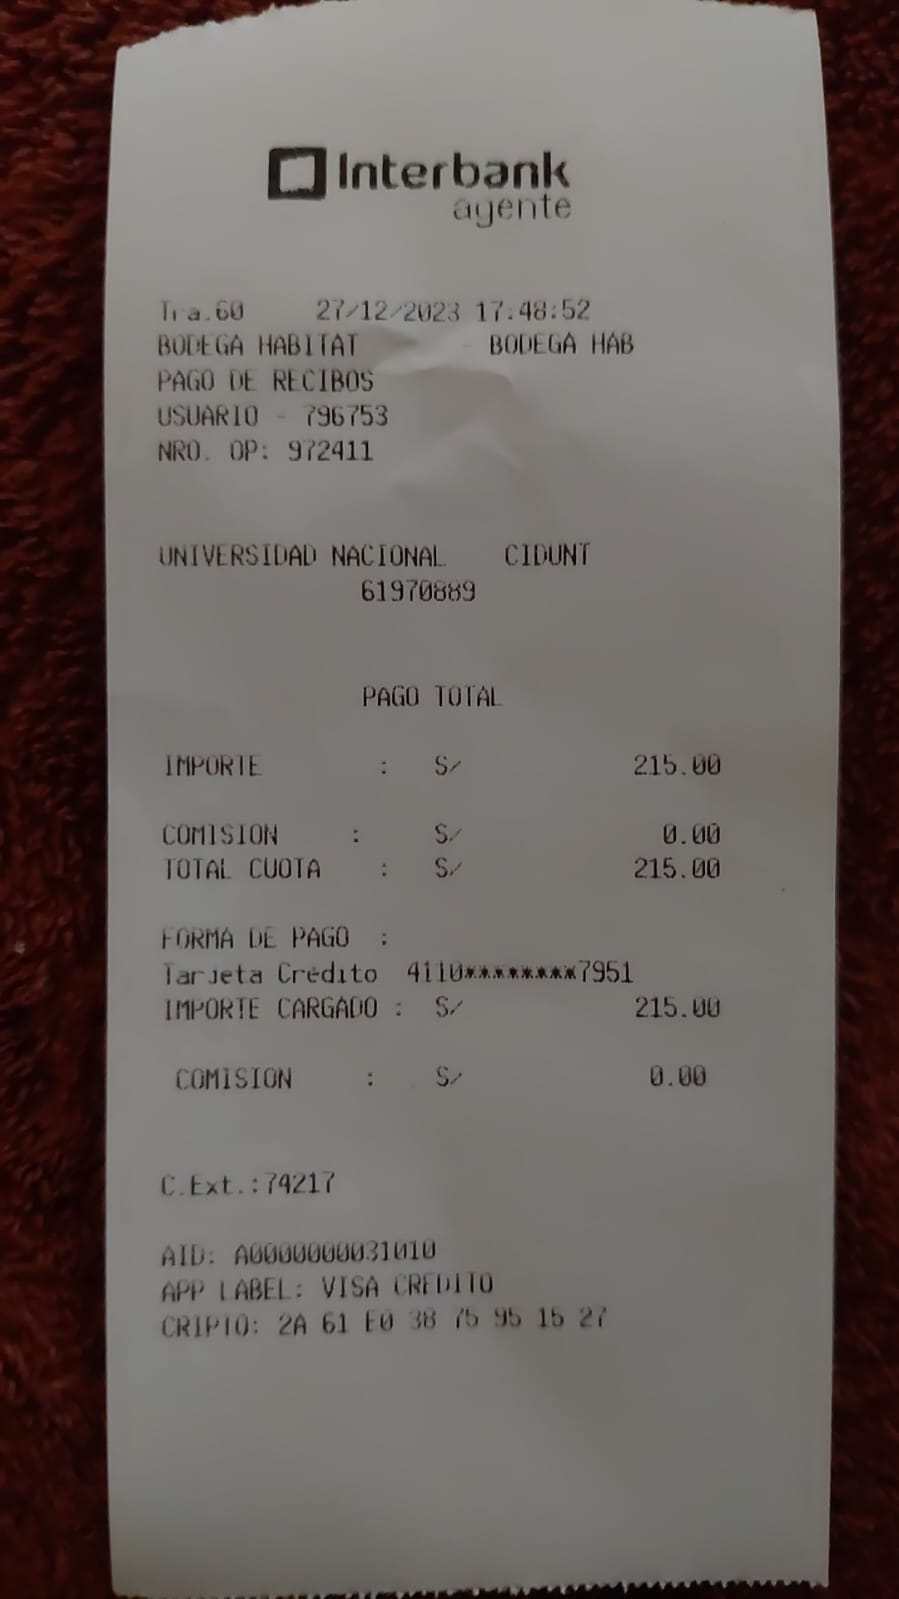 Interbank
agente
Tra.60 27/12/2023 17:48:52
BODEGA HABITAT - BODEGA HAB
PAGO DE RECIBOS
USUARIO - 796753
NRO. OP: 972411
UNIVERSIDAD NACIONAL CIDUNT
61970889
PAGO TOTAL
IMPORTE : S/ 215.00
COMISION : S/ 0.00
TOTAL CUOTA : S/ 215.00
FORMA DE PAGO :
Tarjeta Crédito 4110********7951
IMPORTE CARGADO : S/ 215.00
COMISION : S/ 0.00
C.Ext.:74217
AID: A0000000031010
APP LABEL: VISA CREDITO
CRIPTO: 2A 61 E0 38 75 95 15 27